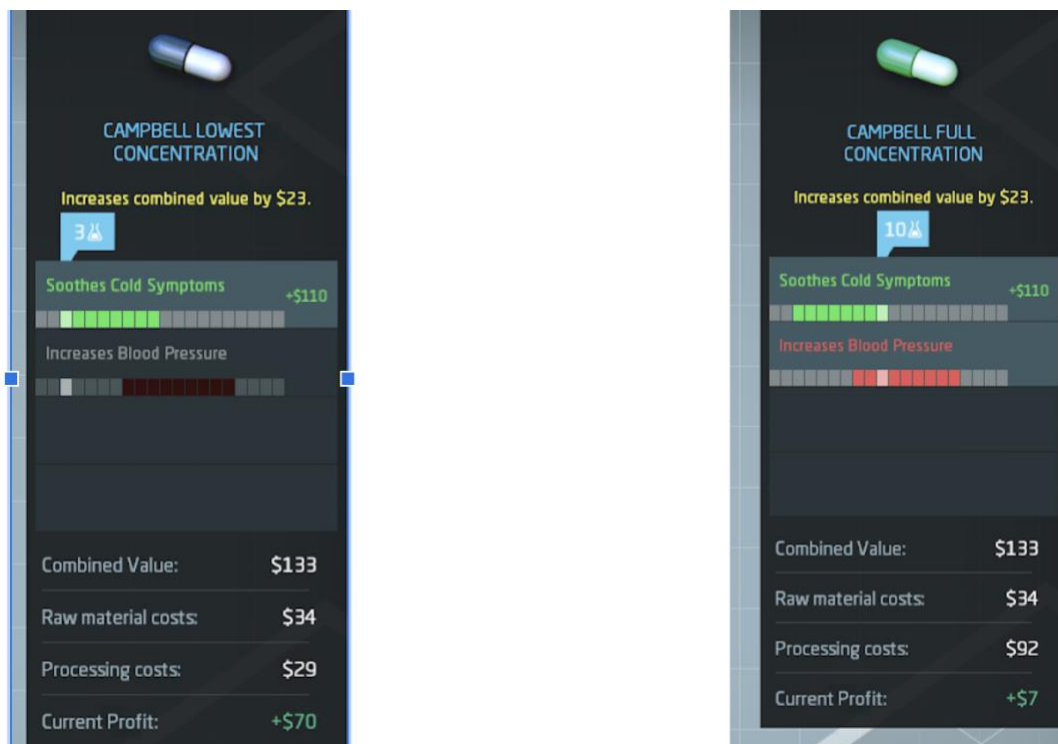 CAMPBELL LOWEST
CONCENTRATION
Increases combined value by $23.
3
Soothes Cold Symptoms
+$110
Increases Blood Pressure
Combined Value: $133
Raw material costs: $34
Processing costs: $29
Current Profit: +$70
CAMPBELL FULL
CONCENTRATION
Increases combined value by $23.
10
Soothes Cold Symptoms
+$110
Increases Blood Pressure
Combined Value: $133
Raw material costs: $34
Processing costs: $92
Current Profit: +$7